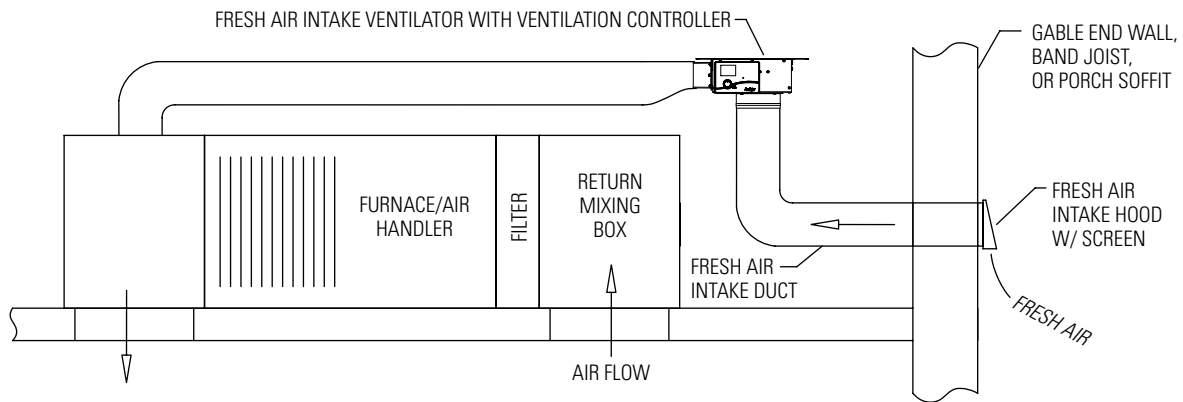 FRESH AIR INTAKE VENTILATOR WITH VENTILATION CONTROLLER
GABLE END WALL,
BAND JOIST,
OR PORCH SOFFIT
FURNACE/AIR
HANDLER
FILTER
RETURN
MIXING
BOX
FRESH AIR
INTAKE HOOD
W/ SCREEN
FRESH AIR
INTAKE DUCT
FRESH AIR
AIR FLOW